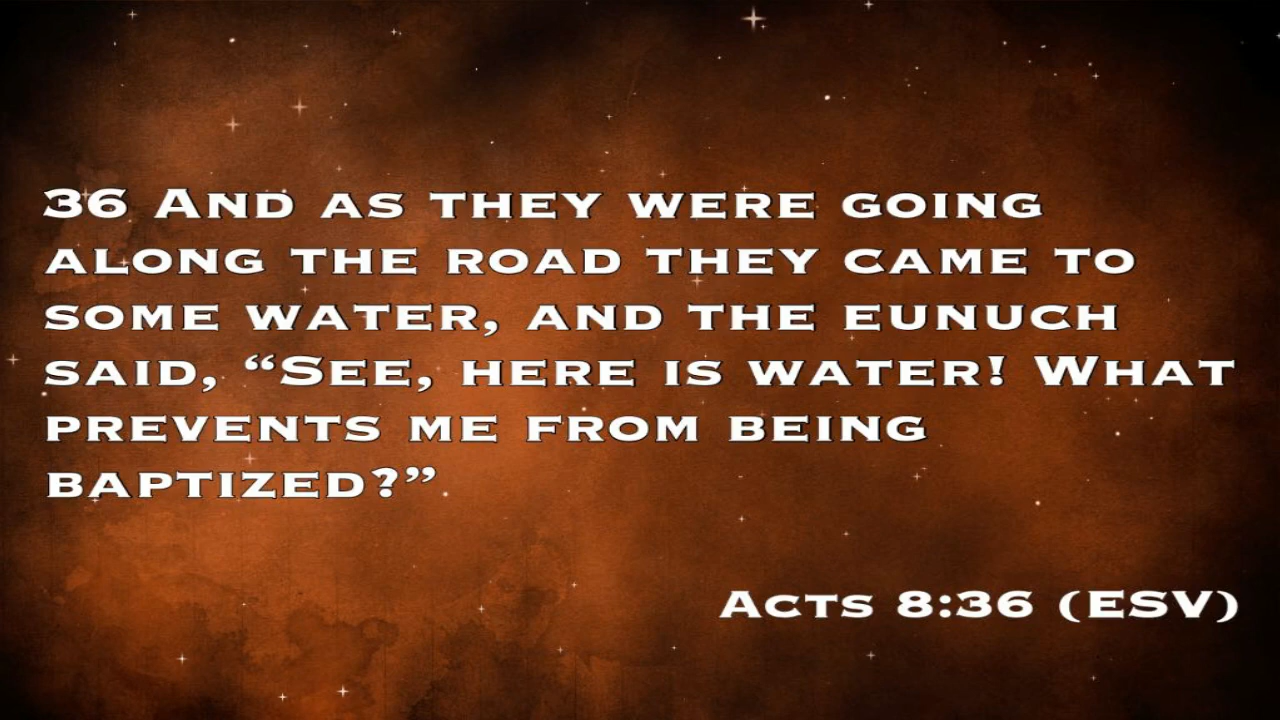 36 And as they were going
along the road they came to
some water, and the eunuch
said, “See, here is water! What
prevents me from being
baptized?”
Acts 8:36 (ESV)